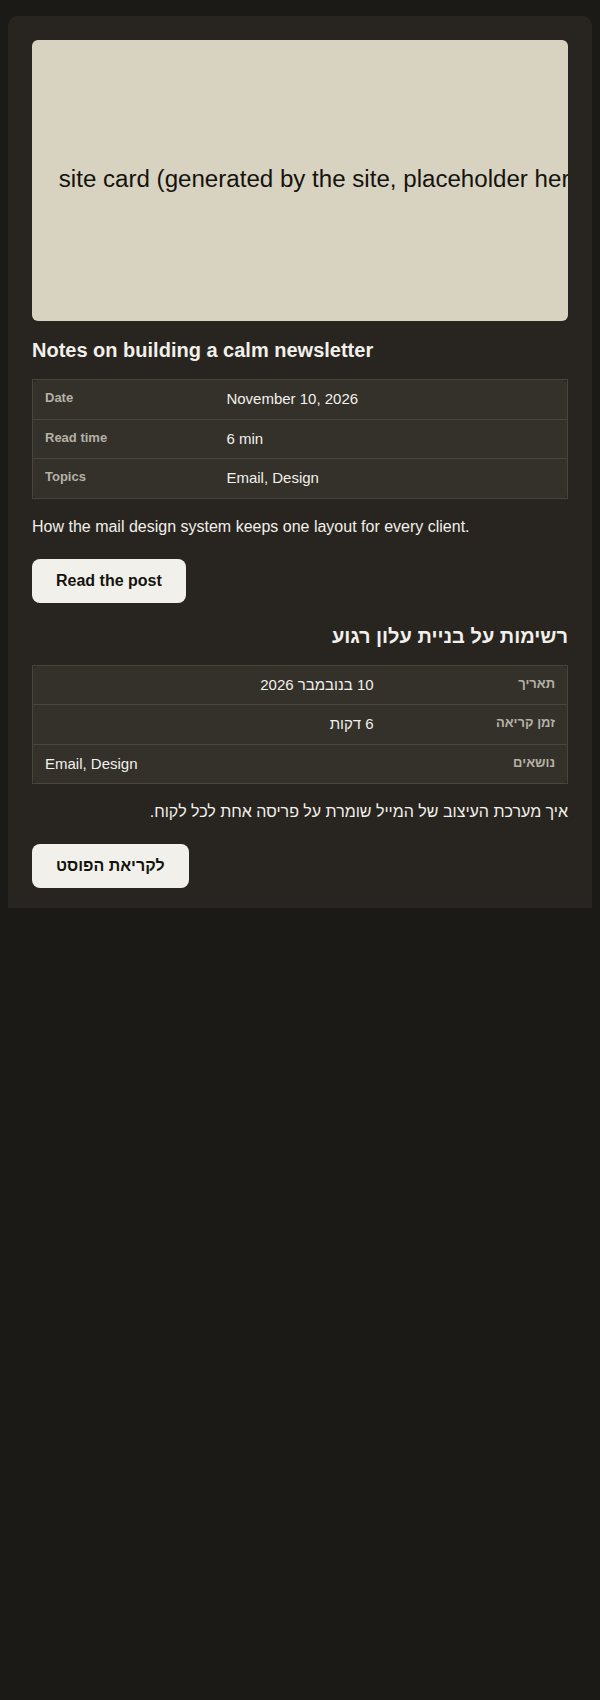 site card (generated by the site, placeholder her
Notes on building a calm newsletter
Date November 10, 2026
Read time 6 min
Topics Email, Design
How the mail design system keeps one layout for every client.
Read the post
רשימות על בניית עלון רגוע
תאריך 10 בנובמבר 2026
זמן קריאה 6 דקות
נושאים Email, Design
איך מערכת העיצוב של המייל שומרת על פריסה אחת לכל לקוח.
לקריאת הפוסט